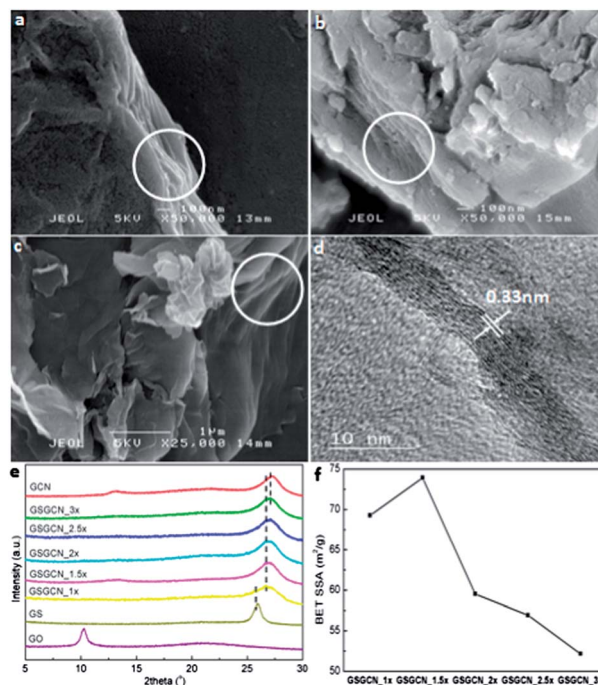 a
100nm
JEOL 5KV X50,000 13mm
b
100nm
JEOL 5KV X50,000 15mm
c
1μm
JEOL 5KV X25,000 14mm
d
0.33nm
10 nm
e
Intensity (a.u.)
GCN
GSGCN_3x
GSGCN_2.5x
GSGCN_2x
GSGCN_1.5x
GSGCN_1x
GS
GO
5 10 15 20 25 30
2theta (°)
f
BET SSA (m²/g)
75
70
65
60
55
50
GSGCN_1x GSGCN_1.5x GSGCN_2x GSGCN_2.5x GSGCN_3